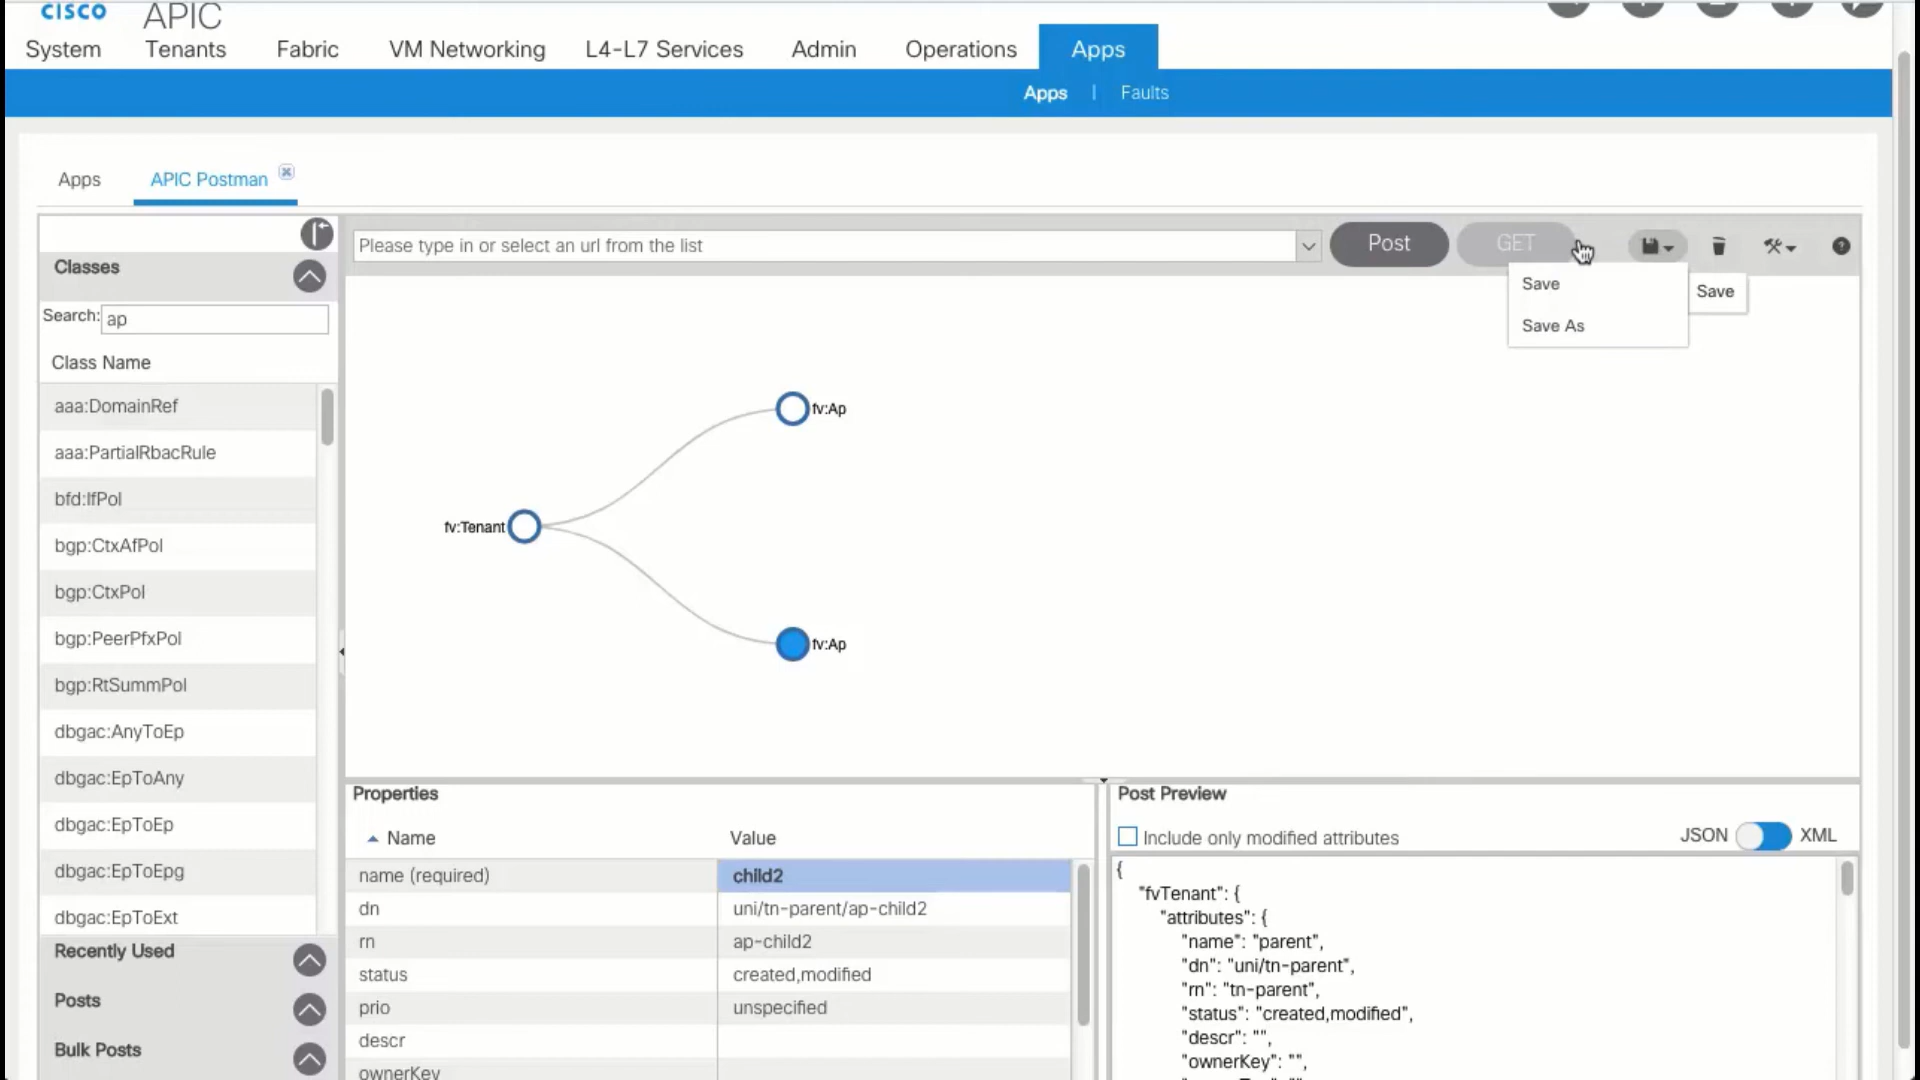 CISCO APIC
System Tenants Fabric VM Networking L4-L7 Services Admin Operations Apps
Apps | Faults
Apps APIC Postman
Please type in or select an url from the list Post GET
Save
Save As
Save
Classes
Search: ap
Class Name
aaa:DomainRef
aaa:PartialRbacRule
bfd:IfPol
bgp:CtxAfPol
bgp:CtxPol
bgp:PeerPfxPol
bgp:RtSummPol
dbgac:AnyToEp
dbgac:EpToAny
dbgac:EpToEp
dbgac:EpToEpg
dbgac:EpToExt
Recently Used
Posts
Bulk Posts
fv:Ap
fv:Tenant
fv:Ap
Properties
Name Value
name (required) child2
dn uni/tn-parent/ap-child2
rn ap-child2
status created,modified
prio unspecified
descr
ownerKey
Post Preview
Include only modified attributes JSON XML
{
"fvTenant": {
"attributes": {
"name": "parent",
"dn": "uni/tn-parent",
"rn": "tn-parent",
"status": "created,modified",
"descr": "",
"ownerKey": "",